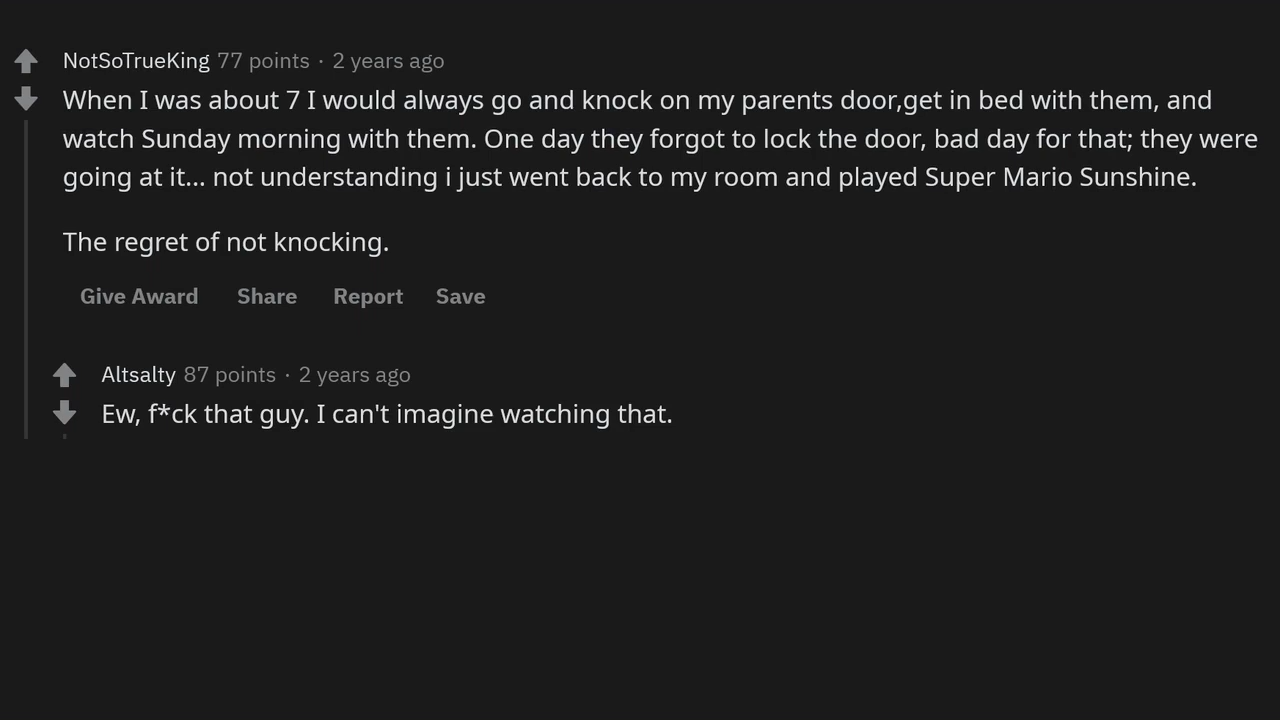 NotSoTrueKing 77 points · 2 years ago
When I was about 7 I would always go and knock on my parents door,get in bed with them, and
watch Sunday morning with them. One day they forgot to lock the door, bad day for that; they were
going at it... not understanding i just went back to my room and played Super Mario Sunshine.
The regret of not knocking.
Give Award Share Report Save
Altsalty 87 points · 2 years ago
Ew, f*ck that guy. I can't imagine watching that.